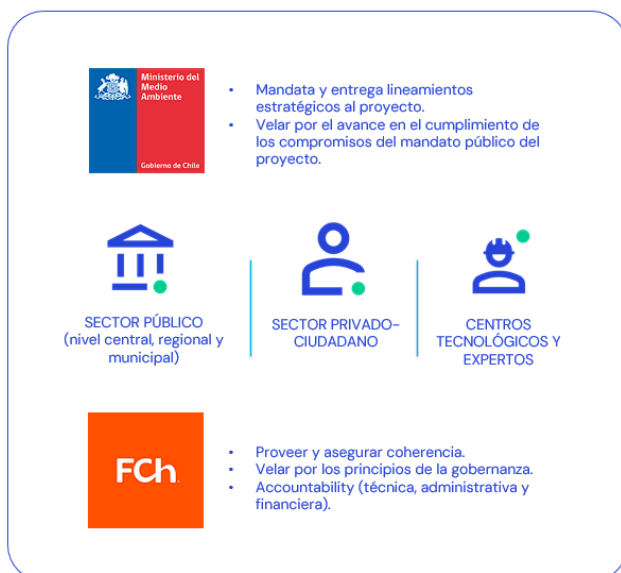 Ministerio del
Medio
Ambiente
Gobierno de Chile
• Mandata y entrega lineamientos
estratégicos al proyecto.
• Velar por el avance en el cumplimiento de
los compromisos del mandato público del
proyecto.
SECTOR PÚBLICO
(nivel central, regional y
municipal)
SECTOR PRIVADO-
CIUDADANO
CENTROS
TECNOLÓGICOS Y
EXPERTOS
FCh
• Proveer y asegurar coherencia.
• Velar por los principios de la gobernanza.
• Accountability (técnica, administrativa y
financiera).